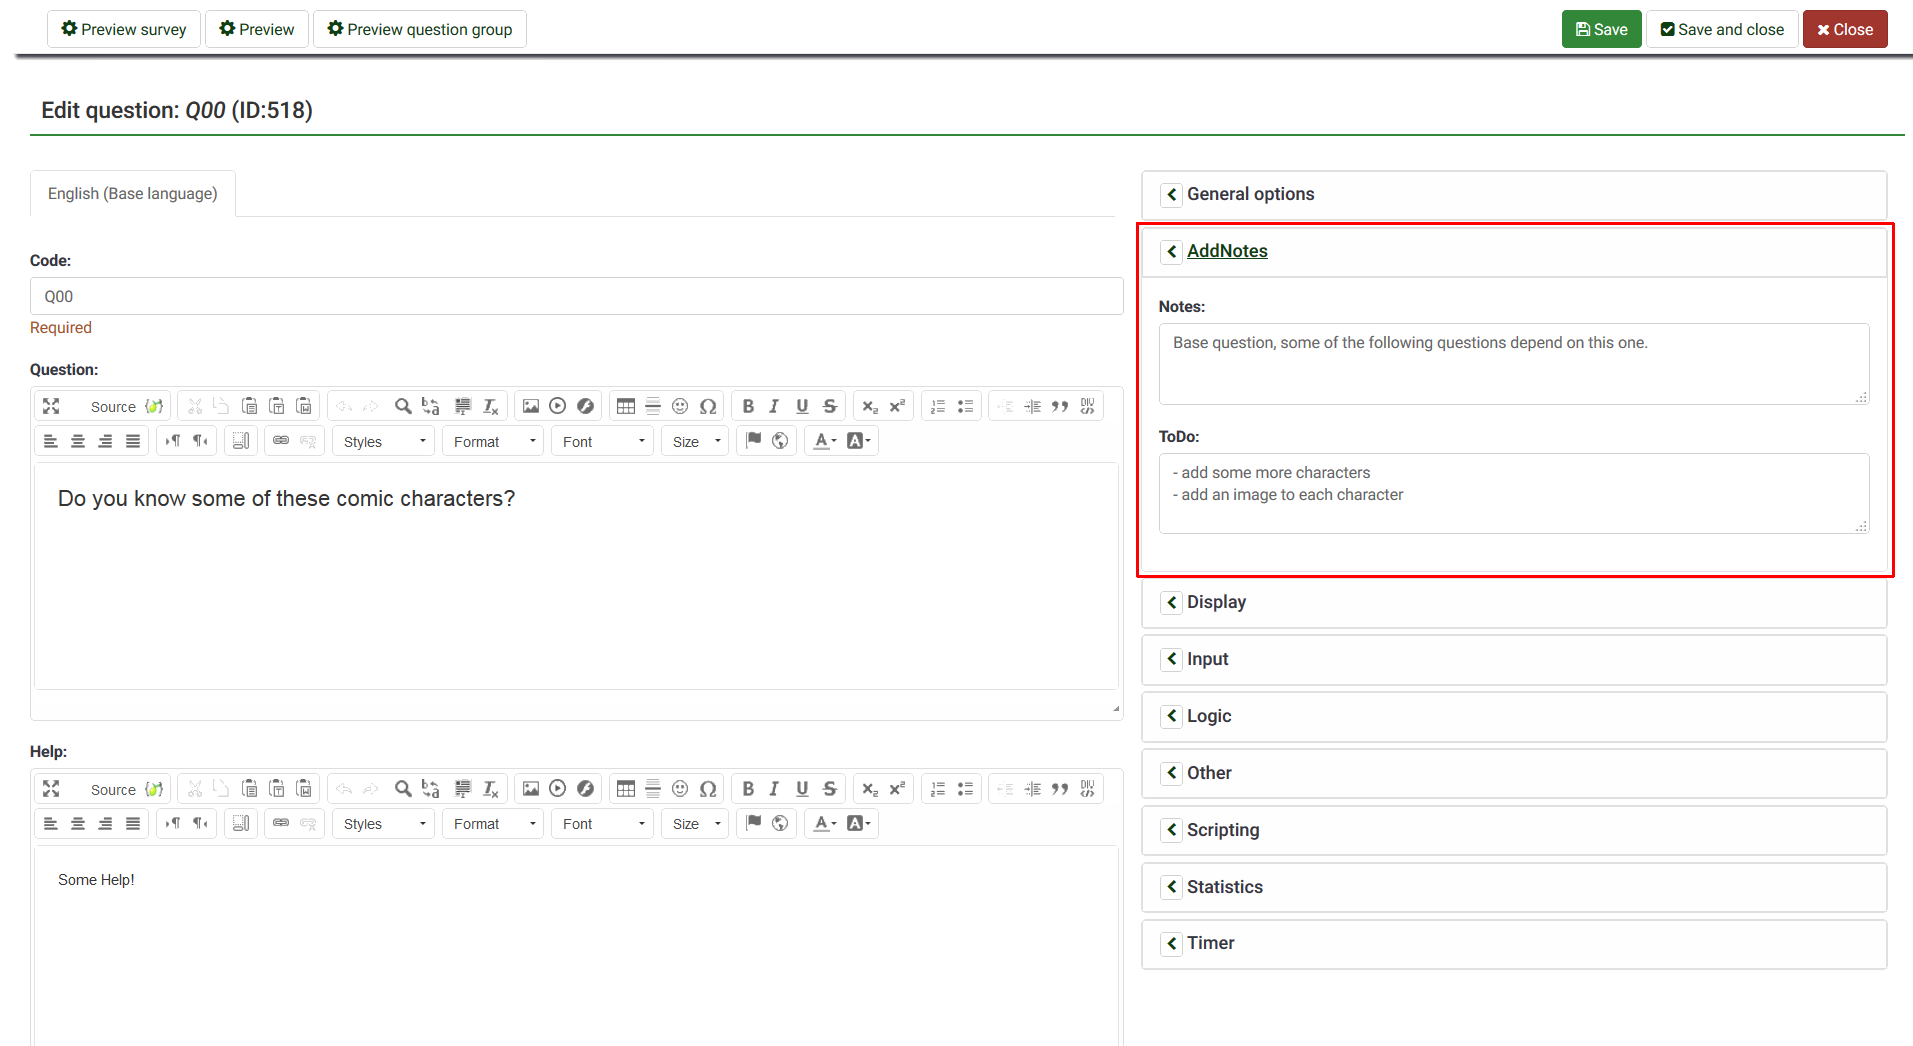 Preview survey Preview Preview question group Save Save and close Close
Edit question: Q00 (ID:518)
English (Base language)
Code:
Q00
Required
Question:
Source
Styles Format Font Size
Do you know some of these comic characters?
Help:
Source
Styles Format Font Size
Some Help!
General options
AddNotes
Notes:
Base question, some of the following questions depend on this one.
ToDo:
- add some more characters
- add an image to each character
Display
Input
Logic
Other
Scripting
Statistics
Timer